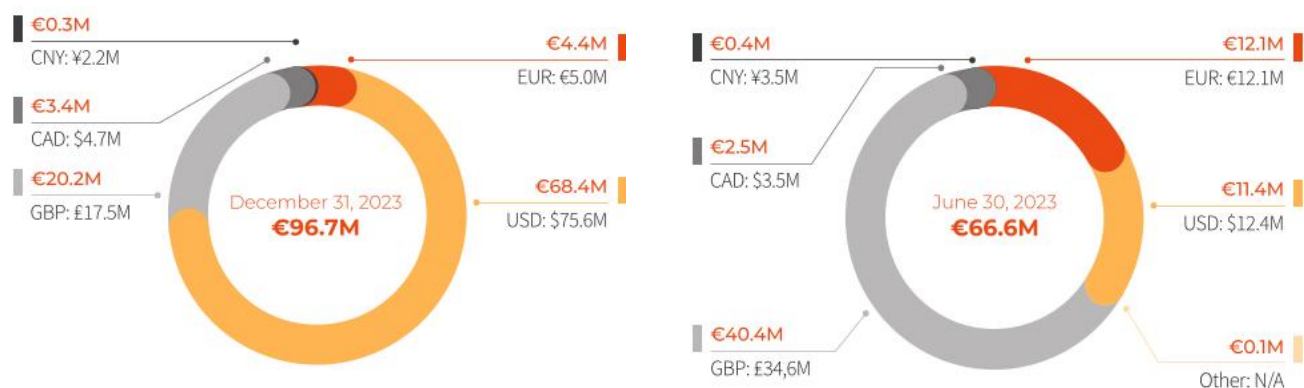 €0.3M
CNY: ¥2.2M
€3.4M
CAD: $4.7M
€20.2M
GBP: £17.5M
€4.4M
EUR: €5.0M
€68.4M
USD: $75.6M
December 31, 2023
€96.7M
€0.4M
CNY: ¥3.5M
€2.5M
CAD: $3.5M
€40.4M
GBP: £34,6M
€12.1M
EUR: €12.1M
€11.4M
USD: $12.4M
€0.1M
Other: N/A
June 30, 2023
€66.6M